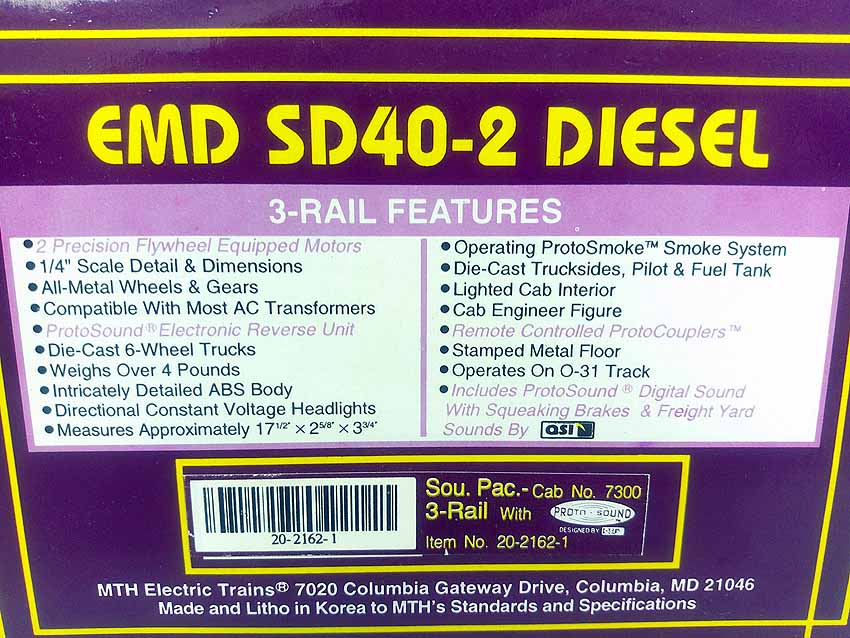 EMD SD40-2 DIESEL
3-RAIL FEATURES
● 2 Precision Flywheel Equipped Motors
● 1/4" Scale Detail & Dimensions
● All-Metal Wheels & Gears
● Compatible With Most AC Transformers
● ProtoSound® Electronic Reverse Unit
● Die-Cast 6-Wheel Trucks
● Weighs Over 4 Pounds
● Intricately Detailed ABS Body
● Directional Constant Voltage Headlights
● Measures Approximately 17 1/2" × 2 5/8" × 3 3/4"
● Operating ProtoSmoke™ Smoke System
● Die-Cast Trucksides, Pilot & Fuel Tank
● Lighted Cab Interior
● Cab Engineer Figure
● Remote Controlled ProtoCouplers™
● Stamped Metal Floor
● Operates On O-31 Track
● Includes ProtoSound® Digital Sound
With Squeaking Brakes & Freight Yard
Sounds By QSI
20-2162-1
Sou. Pac.- Cab No. 7300
3-Rail With PROTO-SOUND
DESIGNED BY
Item No. 20-2162-1
MTH Electric Trains® 7020 Columbia Gateway Drive, Columbia, MD 21046
Made and Litho in Korea to MTH's Standards and Specifications